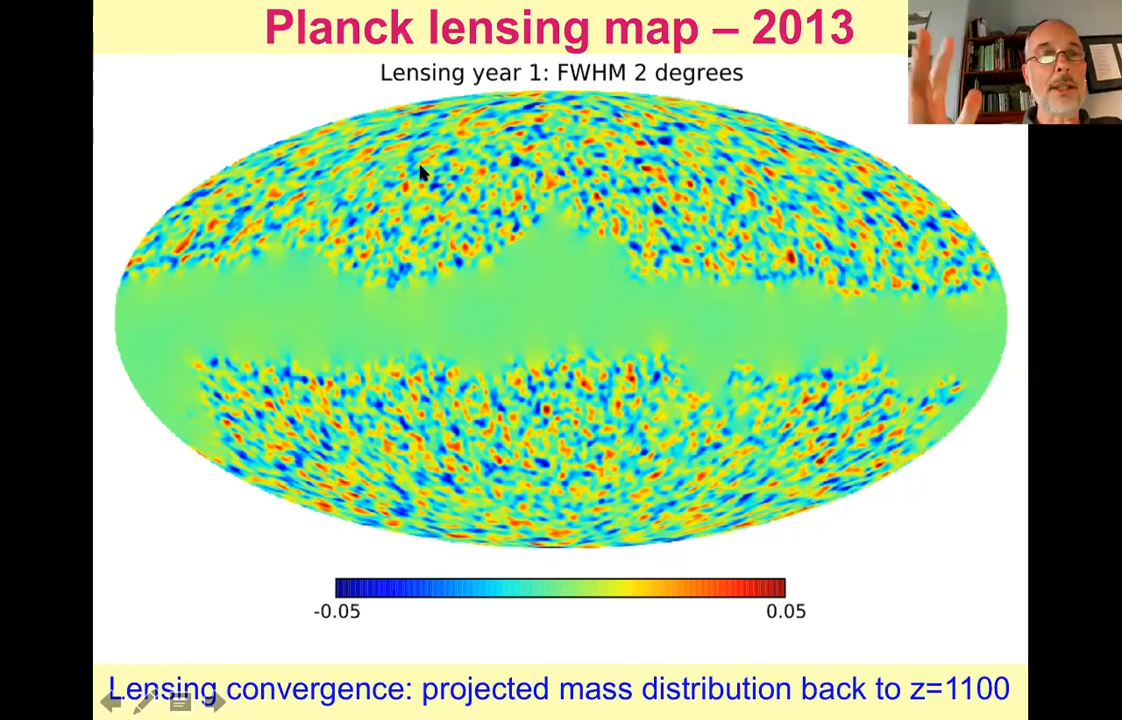 Planck lensing map – 2013
Lensing year 1: FWHM 2 degrees
-0.05 0.05
Lensing convergence: projected mass distribution back to z=1100